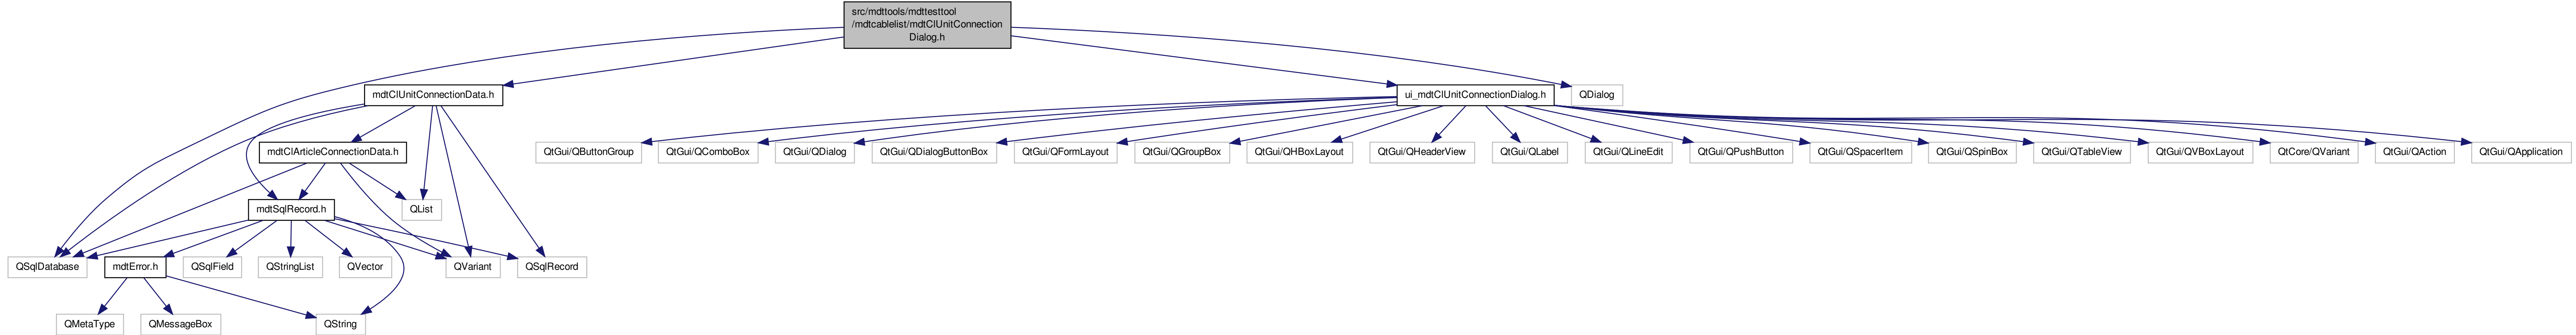 src/mdttools/mdttesttool
/mdtcablelist/mdtClUnitConnection
Dialog.h
mdtClUnitConnectionData.h
ui_mdtClUnitConnectionDialog.h
QDialog
mdtClArticleConnectionData.h
QtGui/QButtonGroup
QtGui/QComboBox
QtGui/QDialog
QtGui/QDialogButtonBox
QtGui/QFormLayout
QtGui/QGroupBox
QtGui/QHBoxLayout
QtGui/QHeaderView
QtGui/QLabel
QtGui/QLineEdit
QtGui/QPushButton
QtGui/QSpacerItem
QtGui/QSpinBox
QtGui/QTableView
QtGui/QVBoxLayout
QtCore/QVariant
QtGui/QAction
QtGui/QApplication
mdtSqlRecord.h
QList
QSqlDatabase
mdtError.h
QSqlField
QStringList
QVector
QVariant
QSqlRecord
QMetaType
QMessageBox
QString